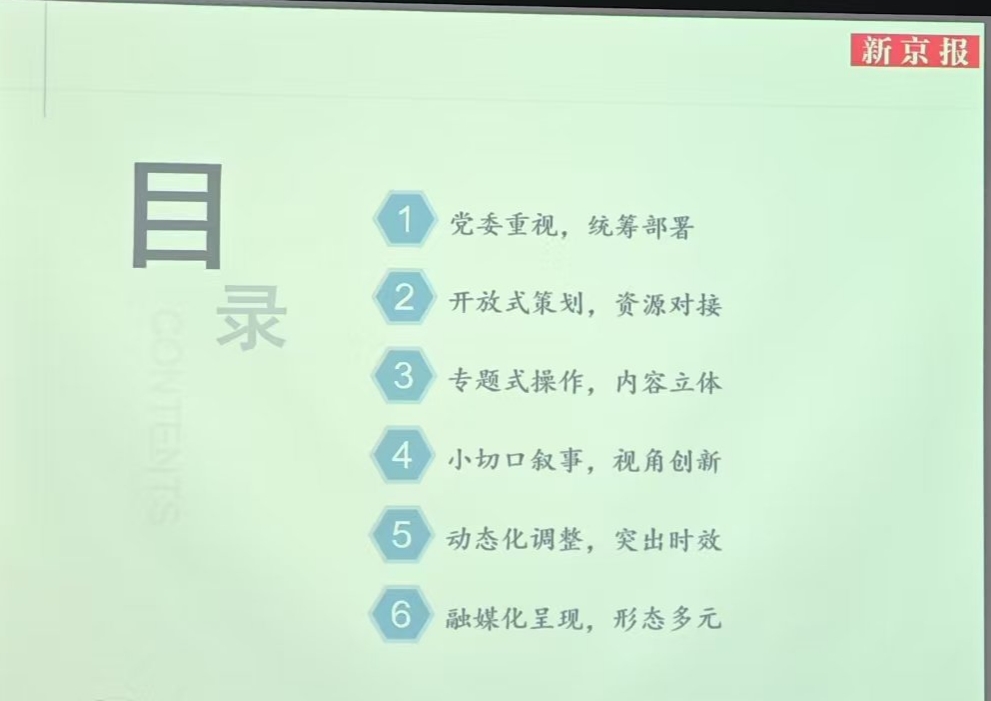 新京报
目
录
CONTENTS
1 党委重视，统筹部署
2 开放式策划，资源对接
3 专题式操作，内容立体
4 小切口叙事，视角创新
5 动态化调整，突出时效
6 融媒化呈现，形态多元